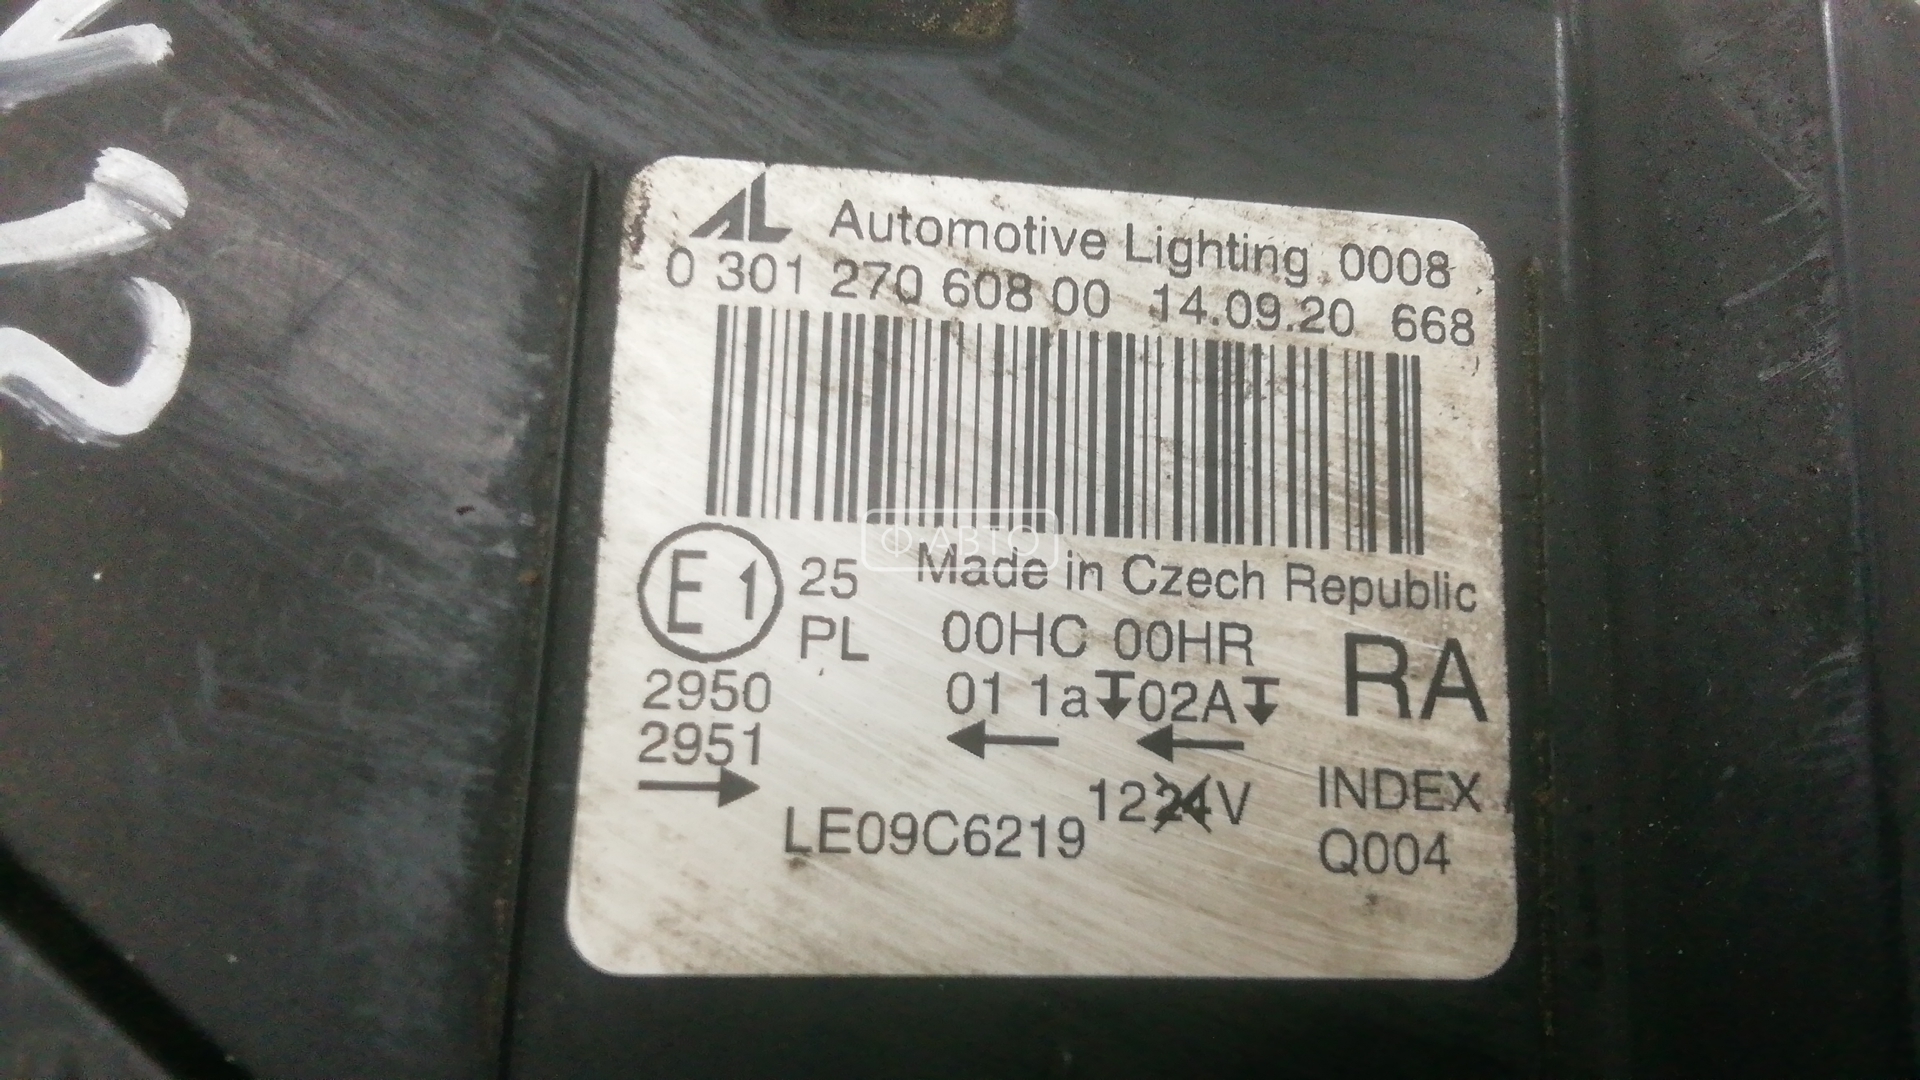 AL Automotive Lighting 0008
0 301 270 608 00 14.09.20 668
Ф-АВТО
E1 25 Made in Czech Republic
PL 00HC 00HR RA
2950 01 1a 02A
2951
1224V INDEX
LE09C6219 Q004